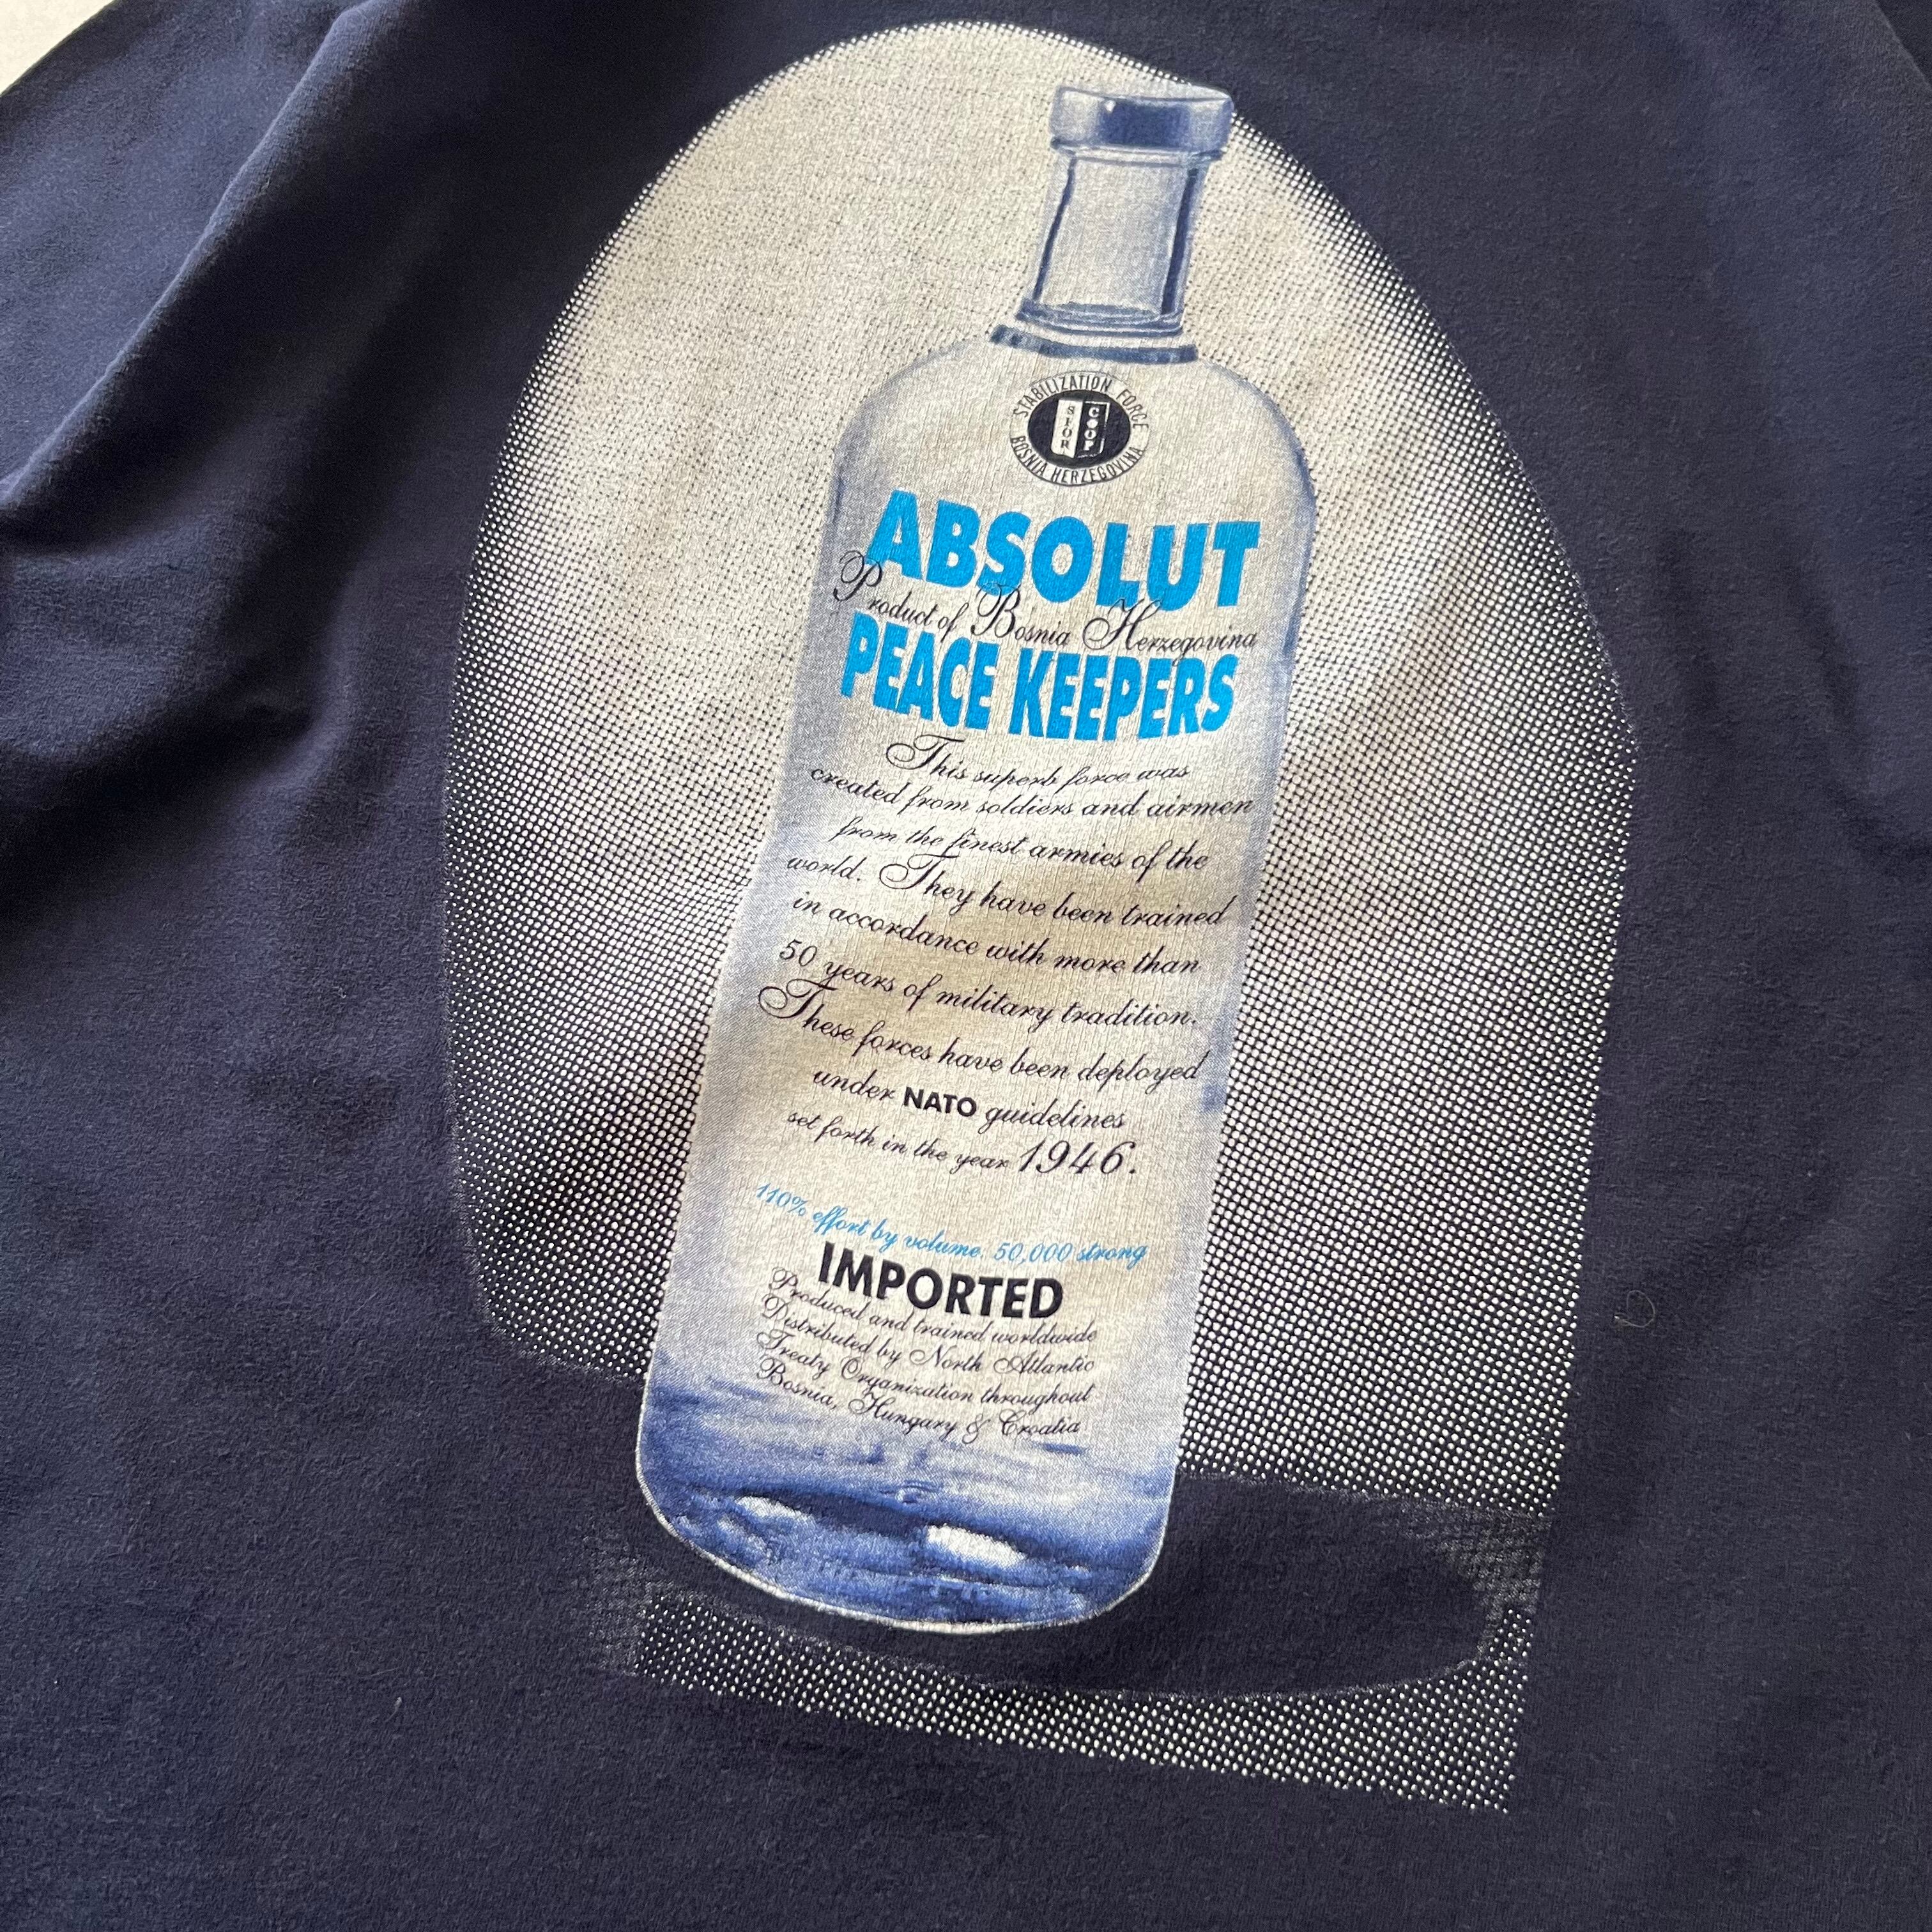 STABILIZATION FORCE
SFOR
COOP
BOSNIA HERZEGOVINA
ABSOLUT
Product of Bosnia Herzegovina
PEACE KEEPERS
This superb force was
created from soldiers and airmen
from the finest armies of the
world. They have been trained
in accordance with more than
50 years of military tradition.
These forces have been deployed
under NATO guidelines
set forth in the year 1946.
110% effort by volume. 50,000 strong
IMPORTED
Produced and trained worldwide
Distributed by North Atlantic
Treaty Organization throughout
Bosnia, Hungary & Croatia